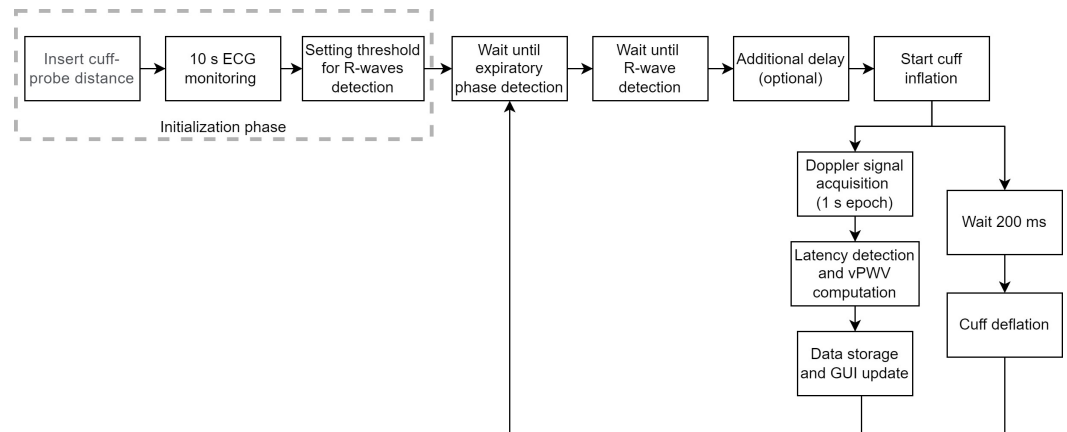 Insert cuff-
probe distance
10 s ECG
monitoring
Setting threshold
for R-waves
detection
Initialization phase
Wait until
expiratory
phase detection
Wait until
R-wave
detection
Additional delay
(optional)
Start cuff
inflation
Doppler signal
acquisition
(1 s epoch)
Latency detection
and vPWV
computation
Data storage
and GUI update
Wait 200 ms
Cuff deflation